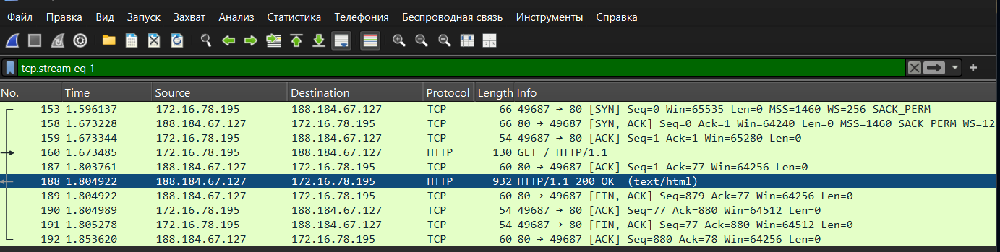 Файл Правка Вид Запуск Захват Анализ Статистика Телефония Беспроводная связь Инструменты Справка
tcp.stream eq 1
No. Time Source Destination Protocol Length Info
153 1.596137 172.16.78.195 188.184.67.127 TCP 66 49687 → 80 [SYN] Seq=0 Win=65535 Len=0 MSS=1460 WS=256 SACK_PERM
158 1.673228 188.184.67.127 172.16.78.195 TCP 66 80 → 49687 [SYN, ACK] Seq=0 Ack=1 Win=64240 Len=0 MSS=1460 SACK_PERM WS=12
159 1.673344 172.16.78.195 188.184.67.127 TCP 54 49687 → 80 [ACK] Seq=1 Ack=1 Win=65280 Len=0
160 1.673485 172.16.78.195 188.184.67.127 HTTP 130 GET / HTTP/1.1
187 1.803761 188.184.67.127 172.16.78.195 TCP 60 80 → 49687 [ACK] Seq=1 Ack=77 Win=64256 Len=0
188 1.804922 188.184.67.127 172.16.78.195 HTTP 932 HTTP/1.1 200 OK (text/html)
189 1.804922 188.184.67.127 172.16.78.195 TCP 60 80 → 49687 [FIN, ACK] Seq=879 Ack=77 Win=64256 Len=0
190 1.804989 172.16.78.195 188.184.67.127 TCP 54 49687 → 80 [ACK] Seq=77 Ack=880 Win=64512 Len=0
191 1.805278 172.16.78.195 188.184.67.127 TCP 54 49687 → 80 [FIN, ACK] Seq=77 Ack=880 Win=64512 Len=0
192 1.853620 188.184.67.127 172.16.78.195 TCP 60 80 → 49687 [ACK] Seq=880 Ack=78 Win=64256 Len=0